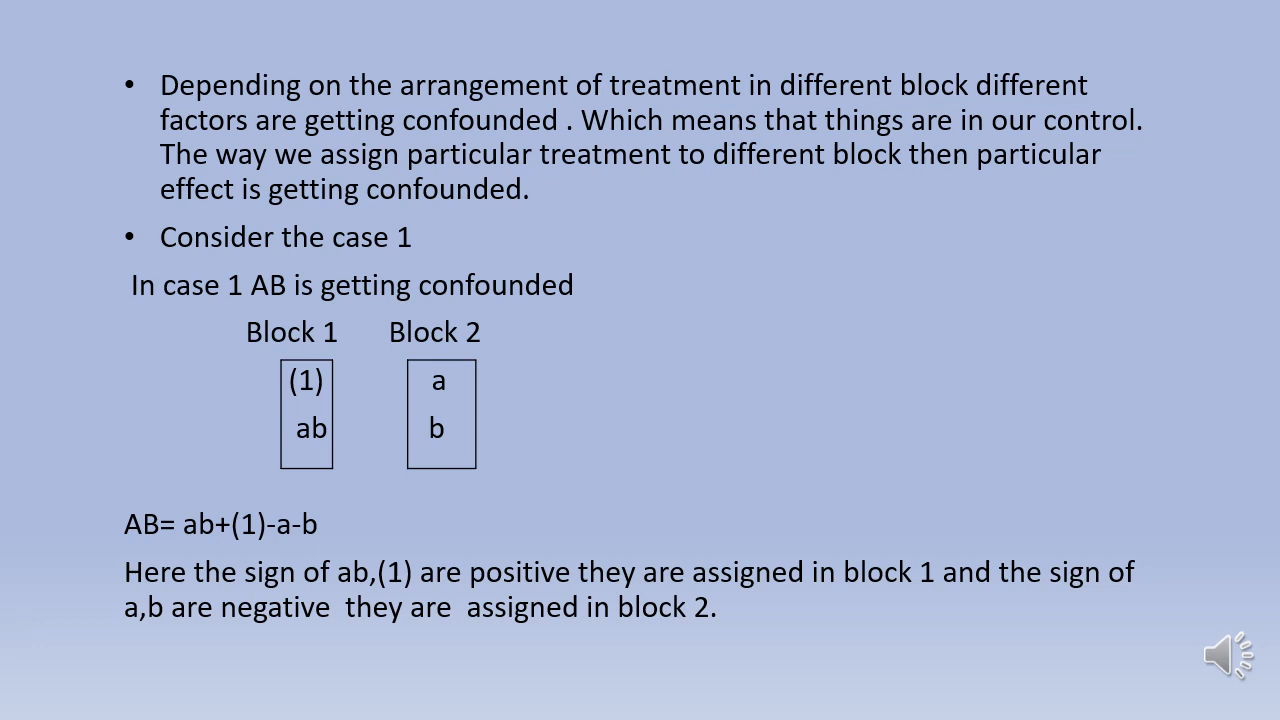 • Depending on the arrangement of treatment in different block different
factors are getting confounded . Which means that things are in our control.
The way we assign particular treatment to different block then particular
effect is getting confounded.
• Consider the case 1
In case 1 AB is getting confounded
Block 1 Block 2
(1) a
ab b
AB= ab+(1)-a-b
Here the sign of ab,(1) are positive they are assigned in block 1 and the sign of
a,b are negative they are assigned in block 2.